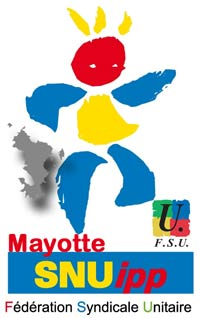 U.
F.S.U.
Mayotte
SNUipp
Fédération Syndicale Unitaire